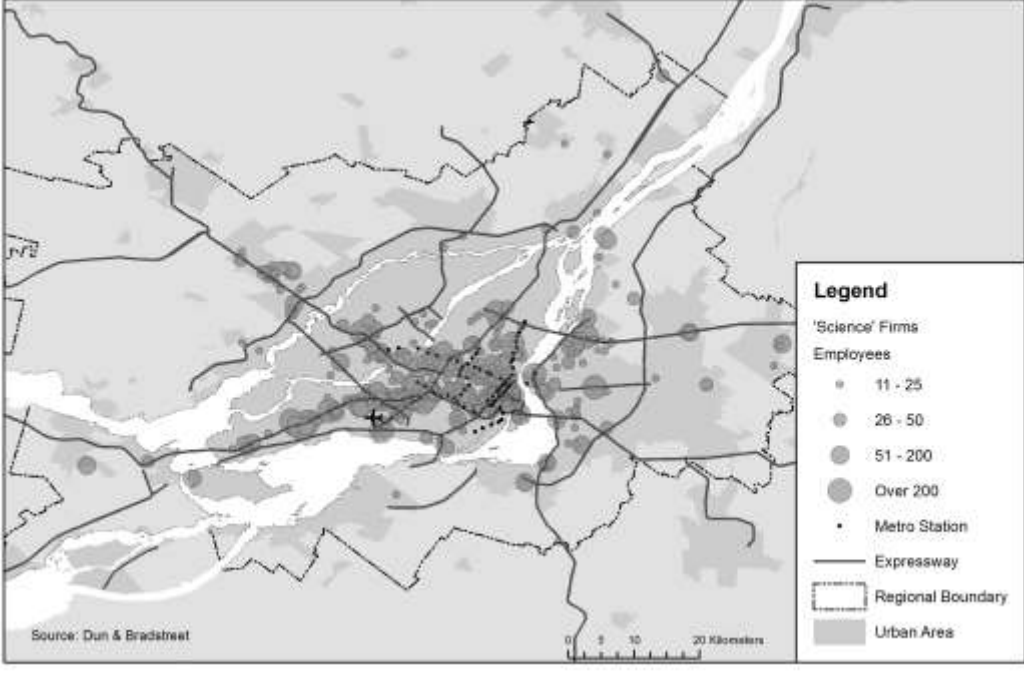 Legend
'Science' Firms
Employees
11 - 25
26 - 50
51 - 200
Over 200
Metro Station
Expressway
Regional Boundary
Urban Area
Source: Dun & Bradstreet
0 5 10 20 Kilometers